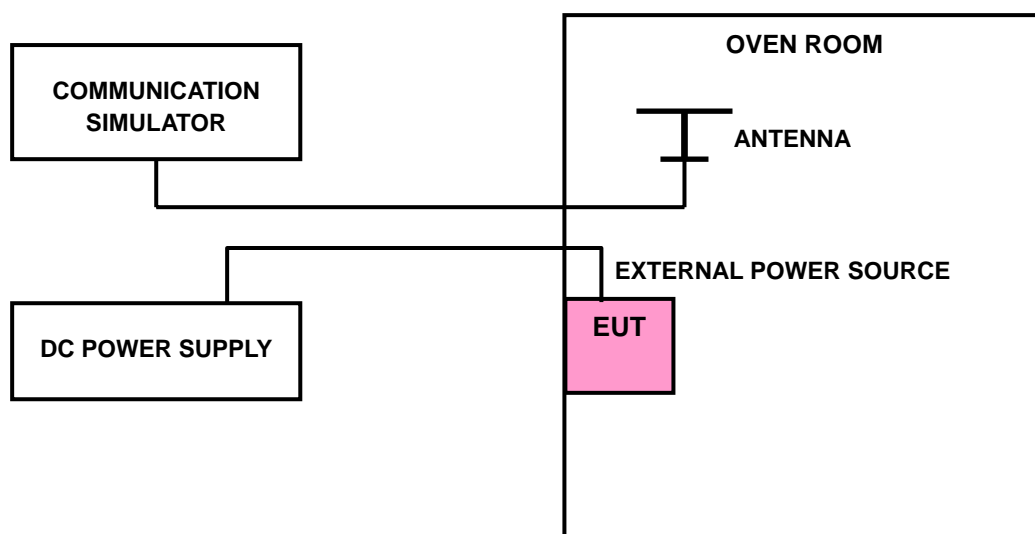 OVEN ROOM
COMMUNICATION
SIMULATOR
ANTENNA
EXTERNAL POWER SOURCE
EUT
DC POWER SUPPLY